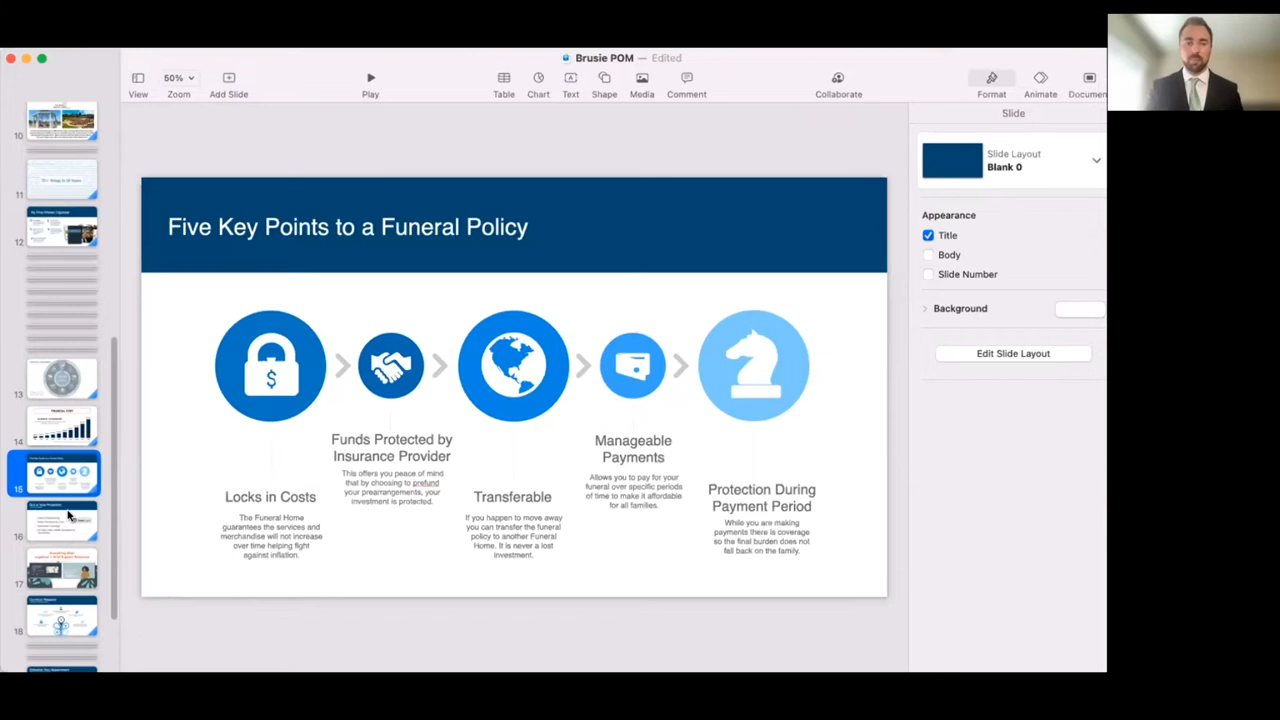 Brusie POM — Edited
50%
View
Zoom
Add Slide
Play
Table
Chart
Text
Shape
Media
Comment
Collaborate
Format
Animate
Documen
Slide
Slide Layout
Blank 0
Appearance
Title
Body
Slide Number
Background
Edit Slide Layout
10
11
12
13
14
15
16
17
18
Five Key Points to a Funeral Policy
Locks in Costs
The Funeral Home
guarantees the services and
merchandise will not increase
over time helping fight
against inflation.
Funds Protected by
Insurance Provider
This offers you peace of mind
that by choosing to prefund
your prearrangements, your
investment is protected.
Transferable
If you happen to move away
you can transfer the funeral
policy to another Funeral
Home. It is never a lost
investment.
Manageable
Payments
Allows you to pay for your
funeral over specific periods
of time to make it affordable
for all families.
Protection During
Payment Period
While you are making
payments there is coverage
so the final burden does not
fall back on the family.